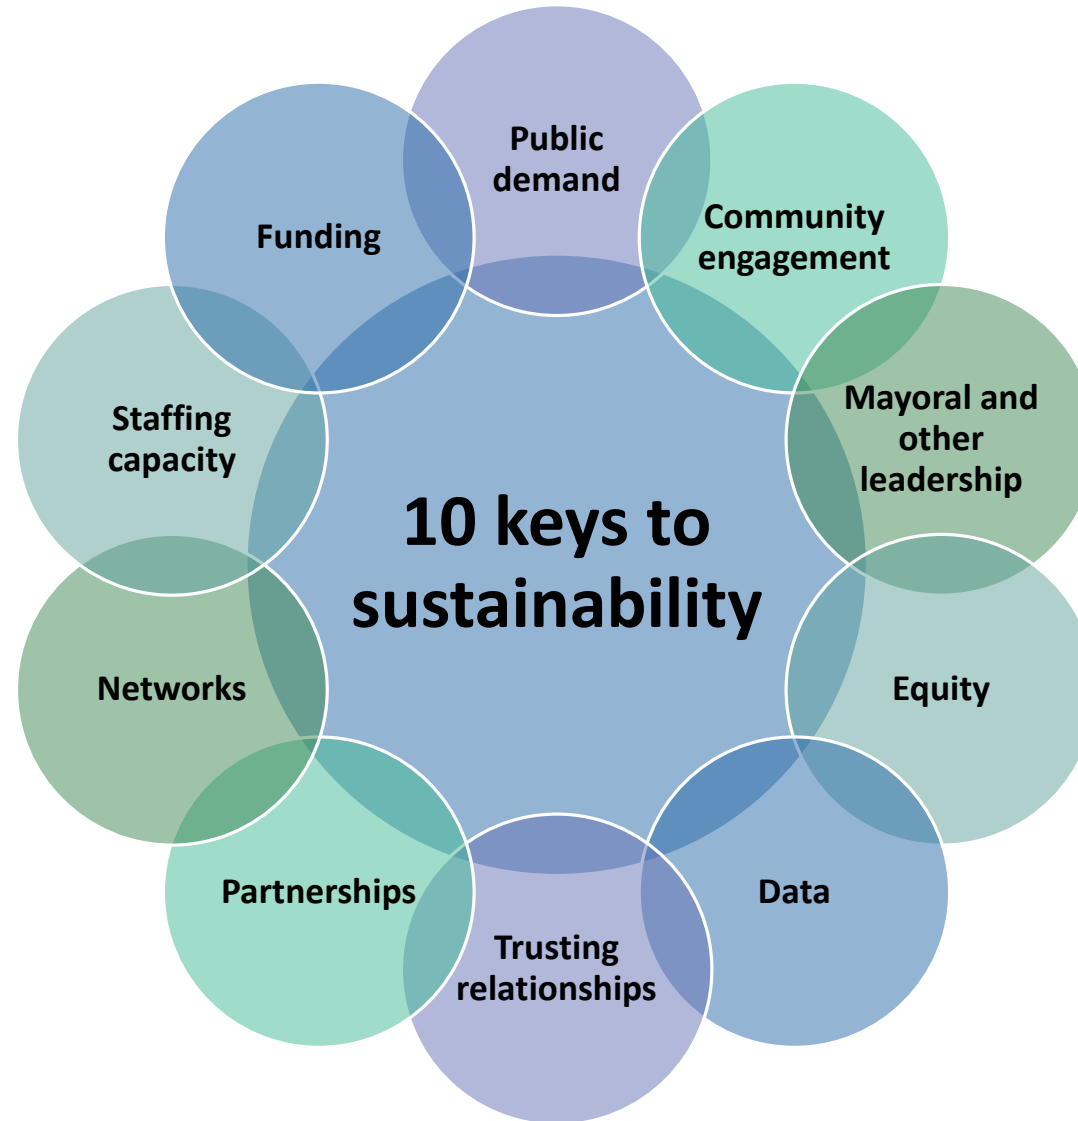 10 keys to
sustainability
Public
demand
Community
engagement
Mayoral and
other
leadership
Equity
Data
Trusting
relationships
Partnerships
Networks
Staffing
capacity
Funding